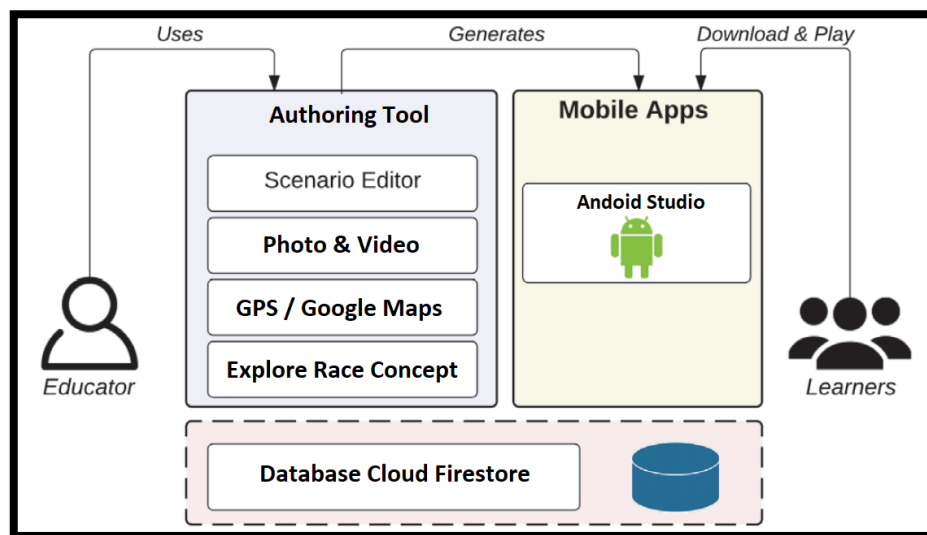 Uses
Generates
Download & Play
Authoring Tool
Mobile Apps
Scenario Editor
Andoid Studio
Photo & Video
GPS / Google Maps
Explore Race Concept
Educator
Learners
Database Cloud Firestore